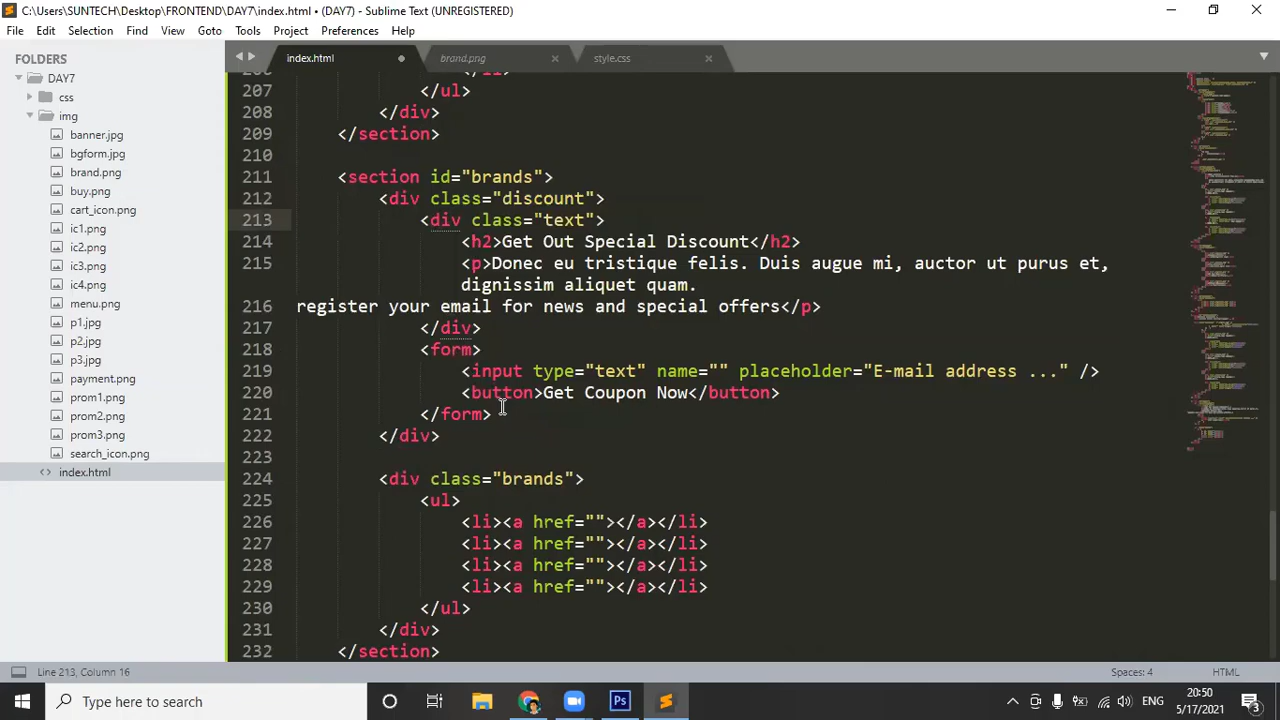 C:\Users\SUNTECH\Desktop\FRONTEND\DAY7\index.html • (DAY7) - Sublime Text (UNREGISTERED)
File Edit Selection Find View Goto Tools Project Preferences Help
FOLDERS
DAY7
css
img
banner.jpg
bgform.jpg
brand.png
buy.png
cart_icon.png
ic1.png
ic2.png
ic3.png
ic4.png
menu.png
p1.jpg
p2.jpg
p3.jpg
payment.png
prom1.png
prom2.png
prom3.png
search_icon.png
index.html
index.html brand.png style.css
206 </li>
207 </ul>
208 </div>
209 </section>
210
211 <section id="brands">
212 <div class="discount">
213 <div class="text">
214 <h2>Get Out Special Discount</h2>
215 <p>Donec eu tristique felis. Duis augue mi, auctor ut purus et,
dignissim aliquet quam.
216 register your email for news and special offers</p>
217 </div>
218 <form>
219 <input type="text" name="" placeholder="E-mail address ..." />
220 <button>Get Coupon Now</button>
221 </form>
222 </div>
223
224 <div class="brands">
225 <ul>
226 <li><a href=""></a></li>
227 <li><a href=""></a></li>
228 <li><a href=""></a></li>
229 <li><a href=""></a></li>
230 </ul>
231 </div>
232 </section>
Line 213, Column 16 Spaces: 4 HTML
Type here to search
Ps
ENG
20:50
5/17/2021
3